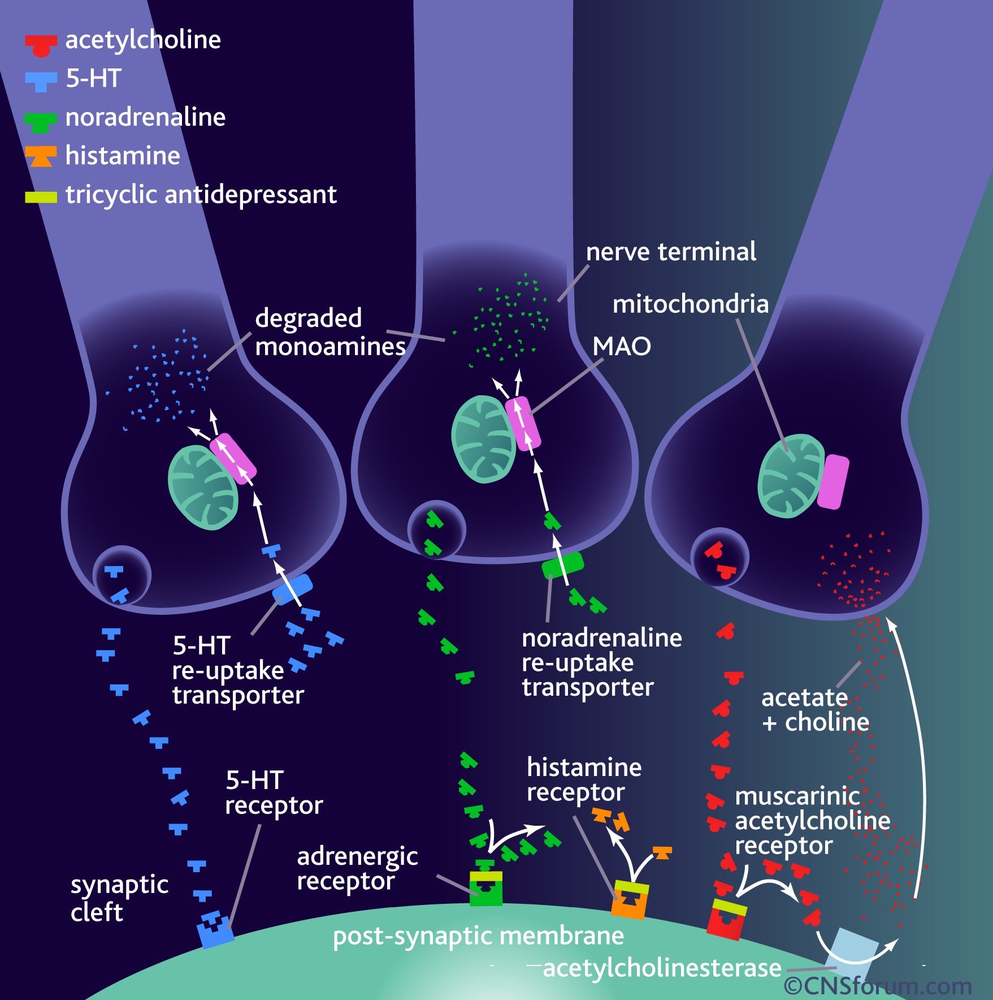 acetylcholine
5-HT
noradrenaline
histamine
tricyclic antidepressant
nerve terminal
mitochondria
degraded
monoamines
MAO
5-HT
re-uptake
transporter
noradrenaline
re-uptake
transporter
acetate
+ choline
5-HT
receptor
histamine
receptor
muscarinic
acetylcholine
receptor
adrenergic
receptor
synaptic
cleft
post-synaptic membrane
acetylcholinesterase
©CNSforum.com